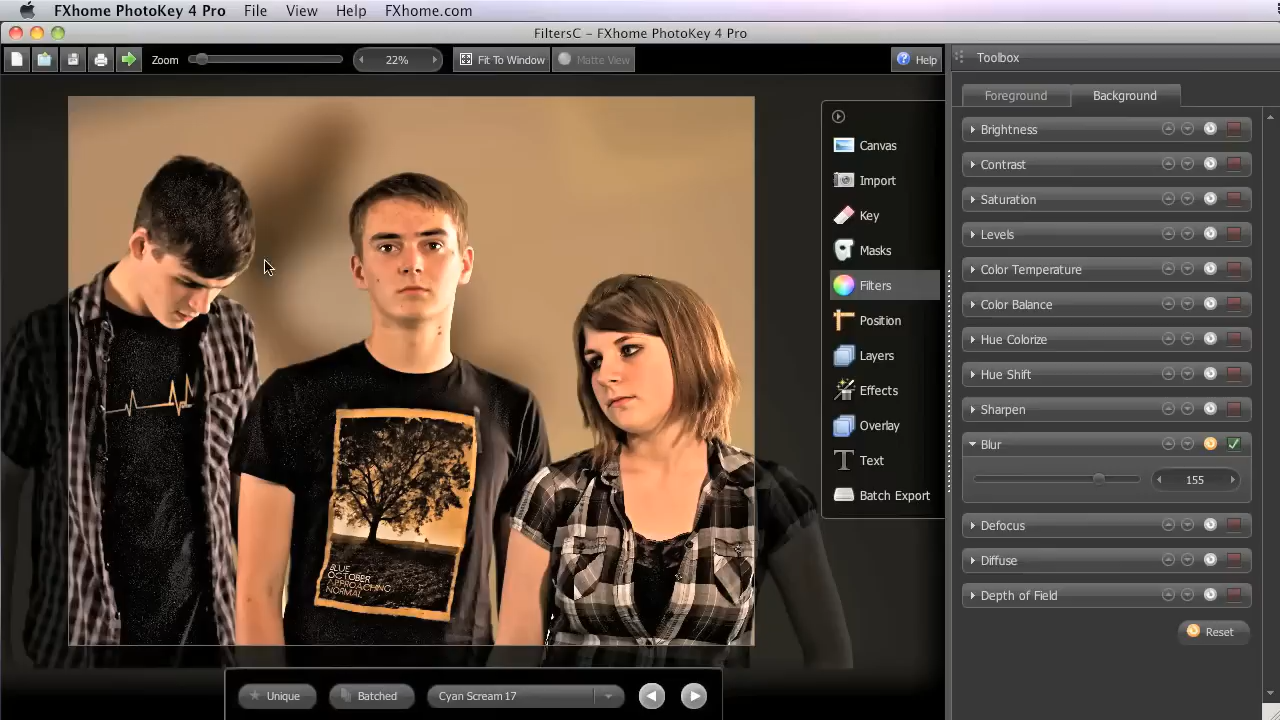 FXhome PhotoKey 4 Pro File View Help FXhome.com
FiltersC – FXhome PhotoKey 4 Pro
Zoom 22% Fit To Window Matte View Help
Toolbox
Foreground Background
Brightness
Contrast
Saturation
Levels
Color Temperature
Color Balance
Hue Colorize
Hue Shift
Sharpen
Blur
155
Defocus
Diffuse
Depth of Field
Reset
Canvas
Import
Key
Masks
Filters
Position
Layers
Effects
Overlay
Text
Batch Export
BLUE
OCTOBER
APPROACHING
NORMAL
Unique Batched Cyan Scream 17